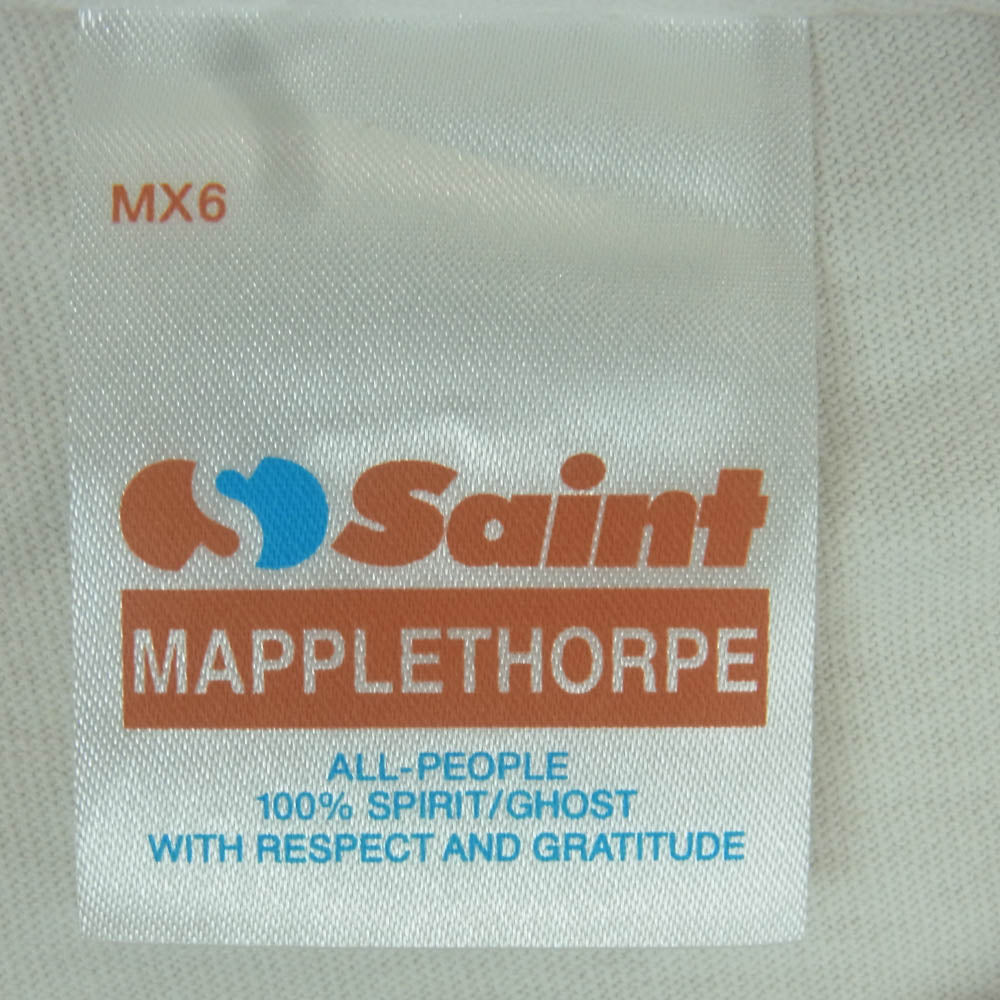 MX6
Saint
MAPPLETHORPE
ALL-PEOPLE
100% SPIRIT/GHOST
WITH RESPECT AND GRATITUDE